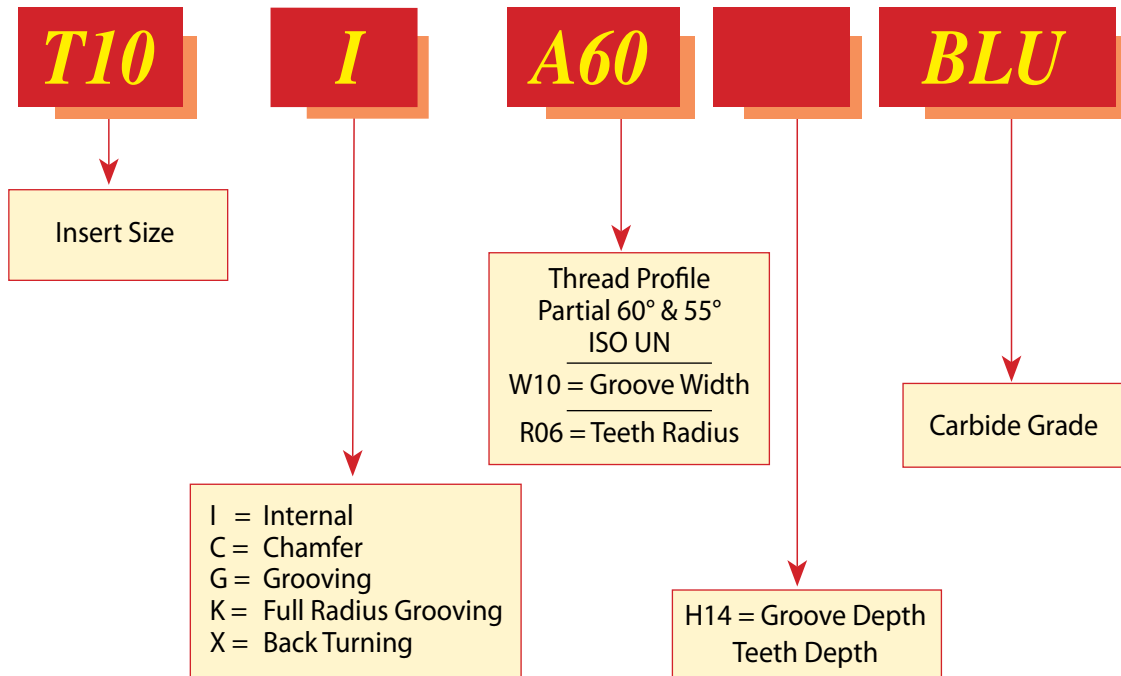 T10 I A60 BLU
Insert Size
Thread Profile
Partial 60° & 55°
ISO UN
W10 = Groove Width
R06 = Teeth Radius
Carbide Grade
I = Internal
C = Chamfer
G = Grooving
K = Full Radius Grooving
X = Back Turning
H14 = Groove Depth
Teeth Depth